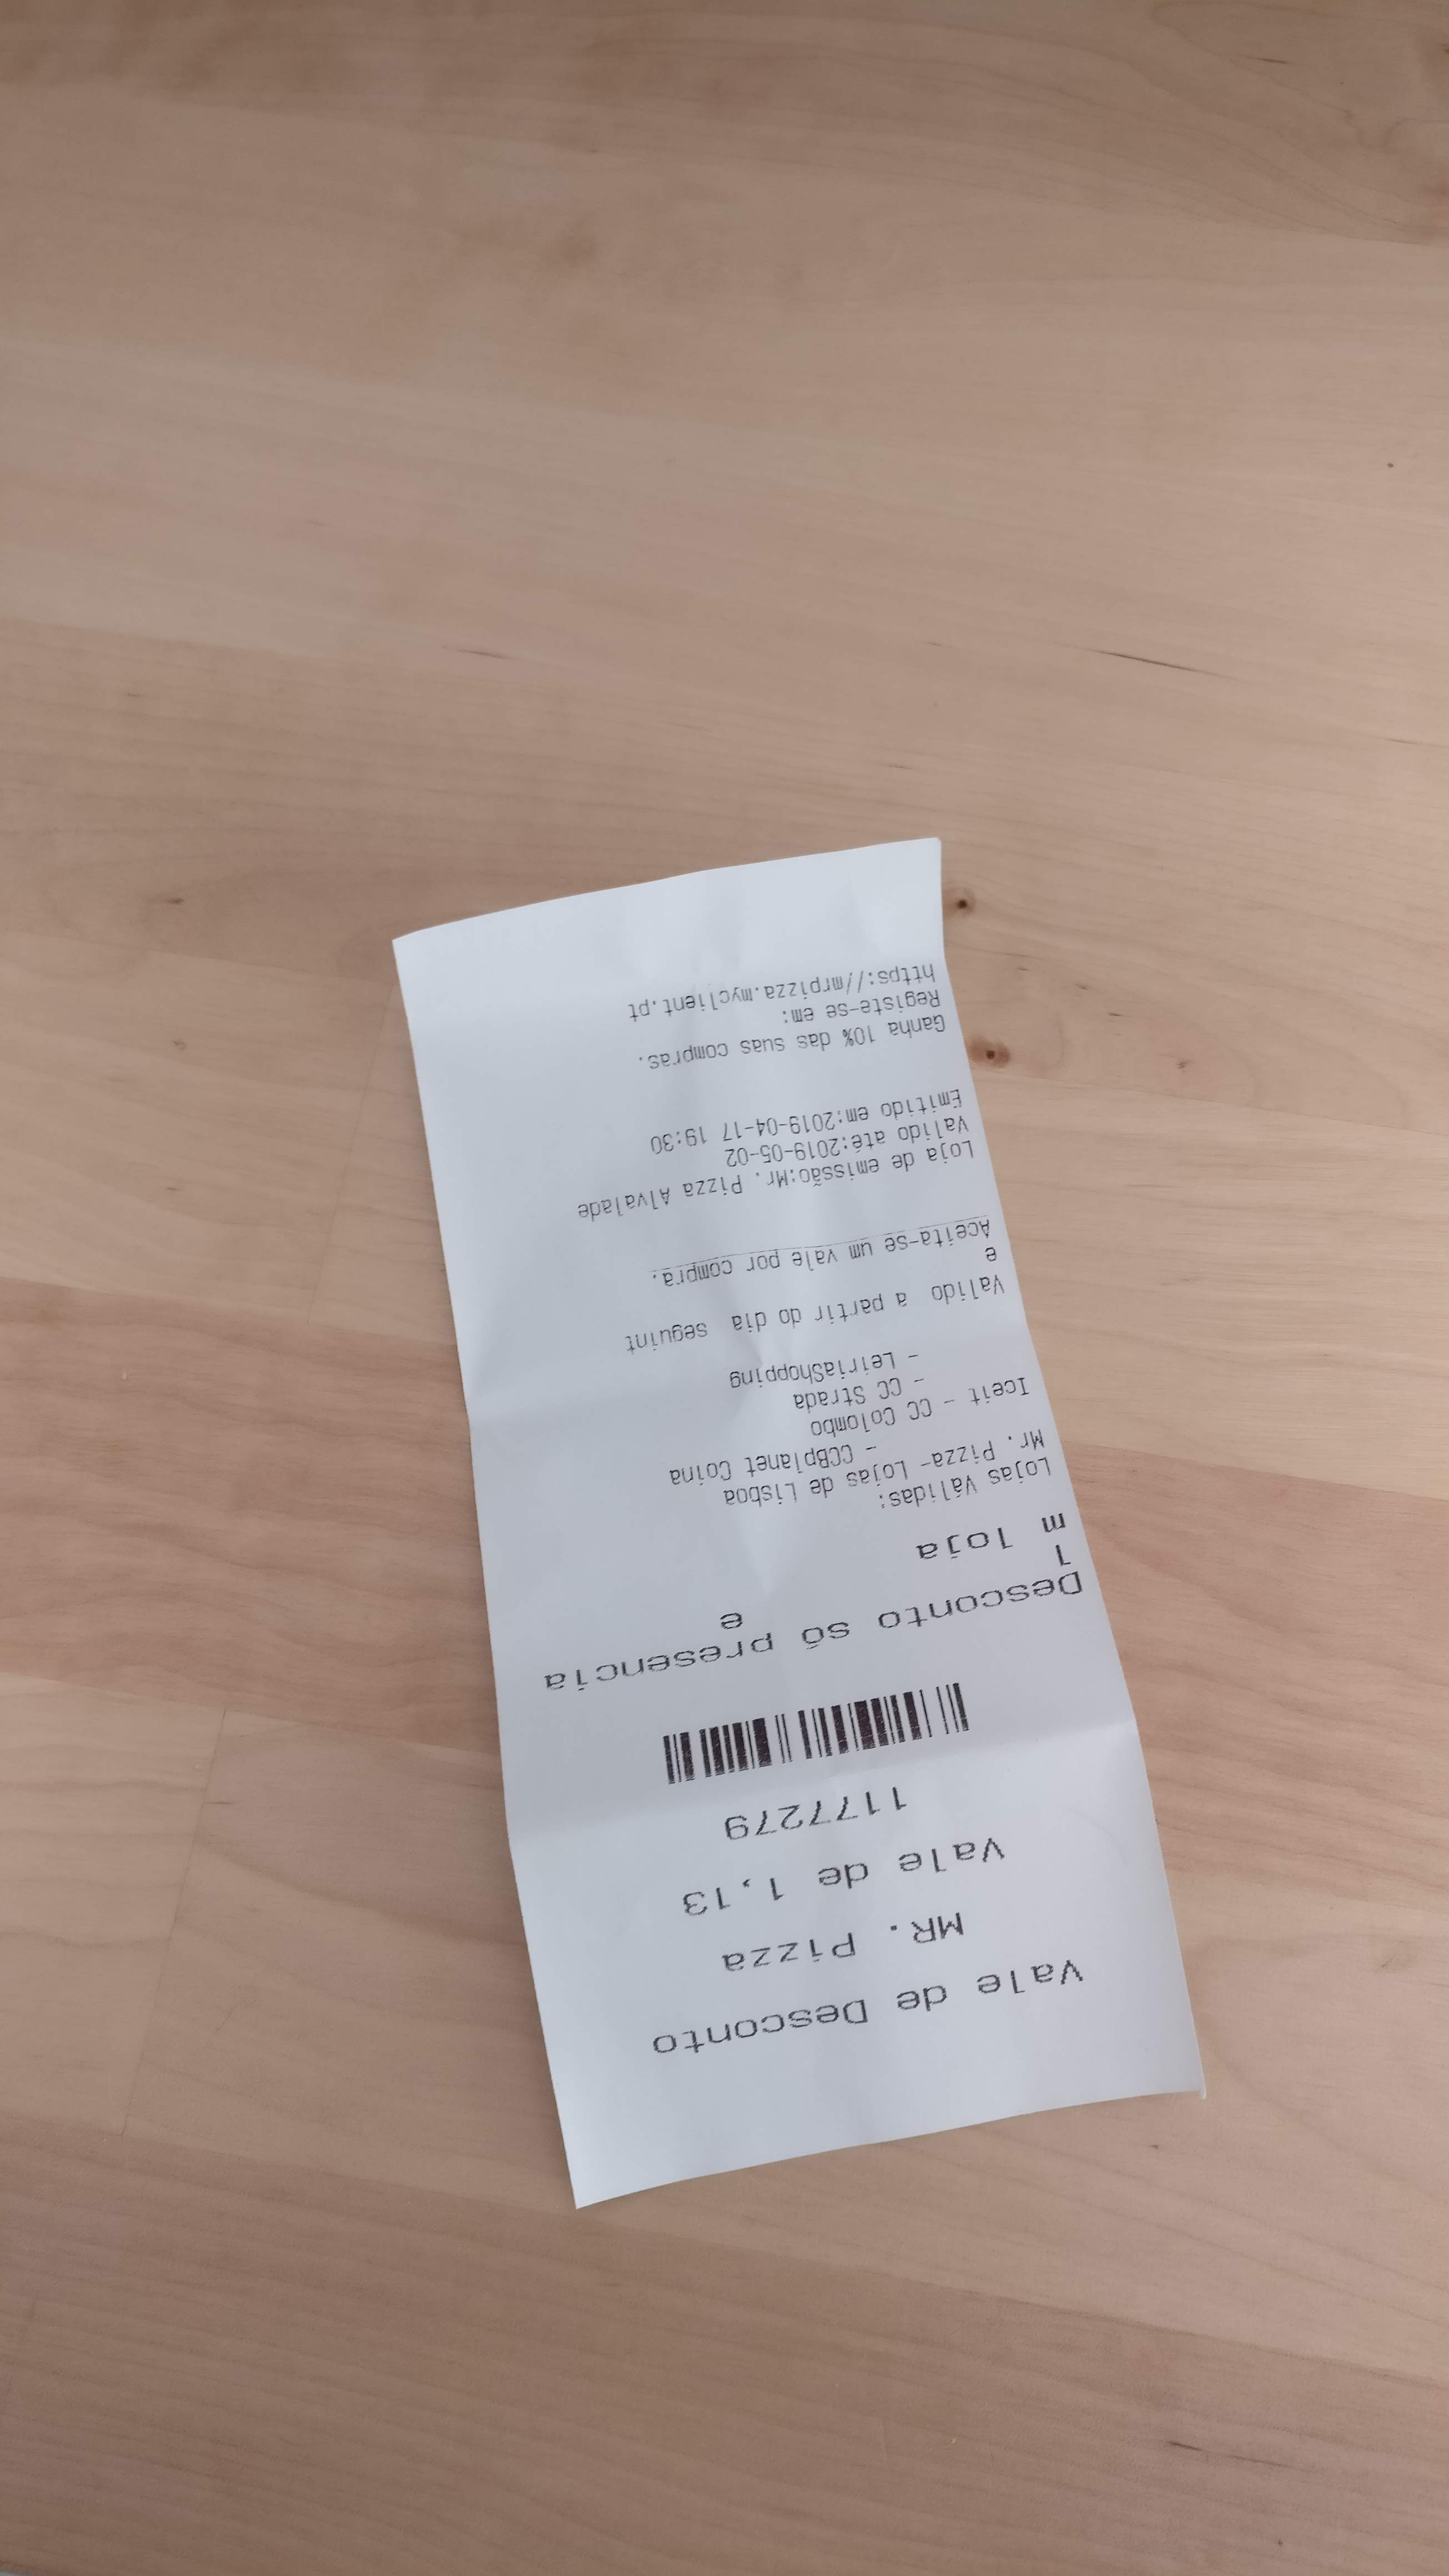 Vale de Desconto
MR. Pizza
Vale de 1,13
1177279
Desconto só presencia
l e
m loja
Lojas Válidas:
Mr. Pizza- Lojas de Lisboa
- CCBplanet Coina
Iceit - CC Colombo
- CC Strada
- LeiriaShopping
Valido a partir do dia seguint
e
Aceita-se um vale por compra.
Loja de emissão:Mr. Pizza Alvalade
Valido até:2019-05-02
Emitido em:2019-04-17 19:30
Ganha 10% das suas compras.
Registe-se em:
https://mrpizza.myclient.pt